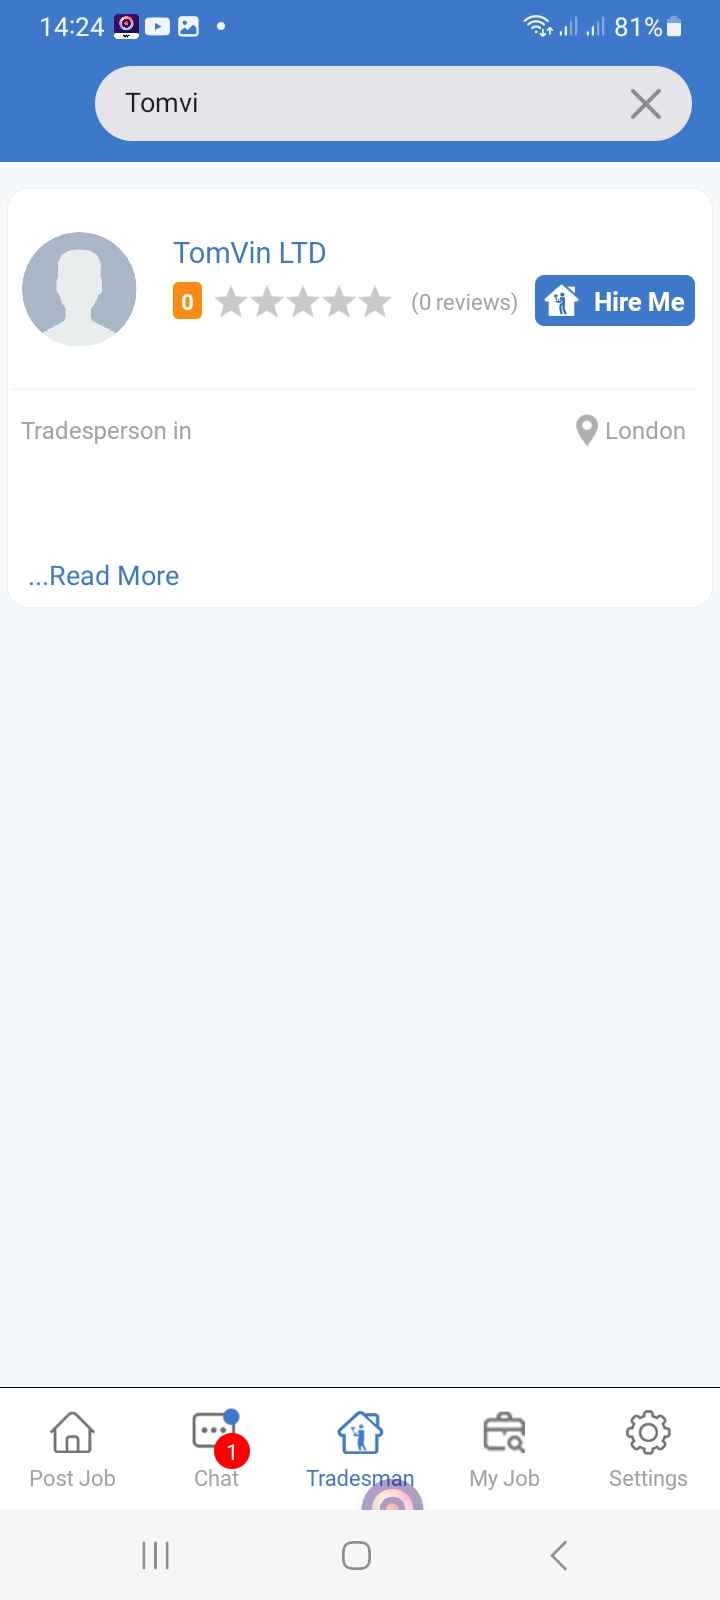 14:24 81%
Tomvi
TomVin LTD
0 (0 reviews) Hire Me
Tradesperson in London
...Read More
1
Post Job Chat Tradesman My Job Settings